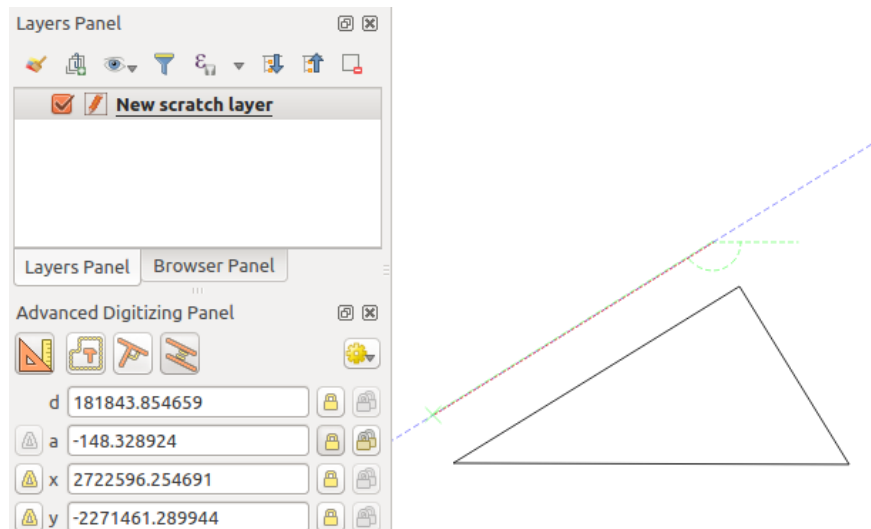 Layers Panel
New scratch layer
Layers Panel
Browser Panel
Advanced Digitizing Panel
d 181843.854659
a -148.328924
x 2722596.254691
y -2271461.289944